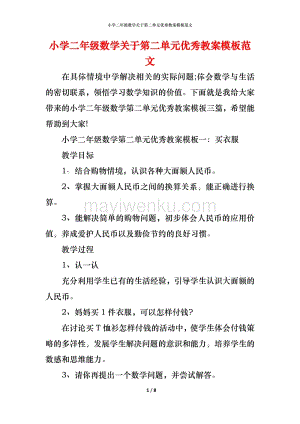 小学二年级数学关于第二单元优秀教案模板范文
小学二年级数学关于第二单元优秀教案模板范
文
在具体情境中学解决相关的实际问题;体会数学与生活
的密切联系，领悟学习数学的价值。下面就是我给大家
带来的小学二年级数学第二单元优秀教案模板三篇，希望能
帮助到大家!
小学二年级数学第二单元优秀教案模板一：买衣服
教学目标
1、结合购物情境，认识各种大面额人民币。
2、掌握大面额人民币之间的换算关系，能进行换算。
3、能解决简单的购物问题，初步体会人民币的应用价
值，养成爱护人民币以及勤俭节约的良好习惯。
教学过程
1、认一认
充分利用学生已有的生活经验，引导学生认识大面额的
人民币。
2、妈妈买1件衣服，可以怎样付钱?
在讨论买T恤衫怎样付钱的活动中，使学生体会付钱策
略的多样性，发展学生解决问题的意识和能力，培养学生的
数感和思维能力。
3、请你再提出一个数学问题，并尝试解答。
mayiwenku.com
1 / 8